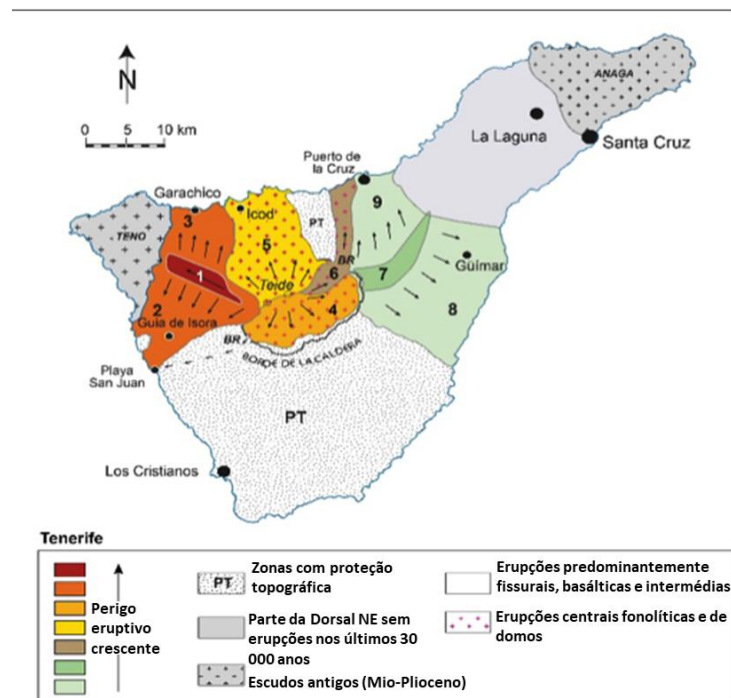 N
0 5 10 km
ANAGA
La Laguna
Santa Cruz
Puerto de
la Cruz
Garachico
Icod
TENO
3
5
PT
9
BR
1
6
7
Güimar
Teide
2
4
8
Guia de Isora
BR
BORDE DE LA CALDERA
Playa
San Juan
PT
Los Cristianos
Tenerife
Perigo
eruptivo
crescente
PT
Zonas com proteção
topográfica
Parte da Dorsal NE sem
erupções nos últimos 30
000 anos
Escudos antigos (Mio-Plioceno)
Erupções predominantemente
fissurais, basálticas e intermédias
Erupções centrais fonolíticas e de
domos